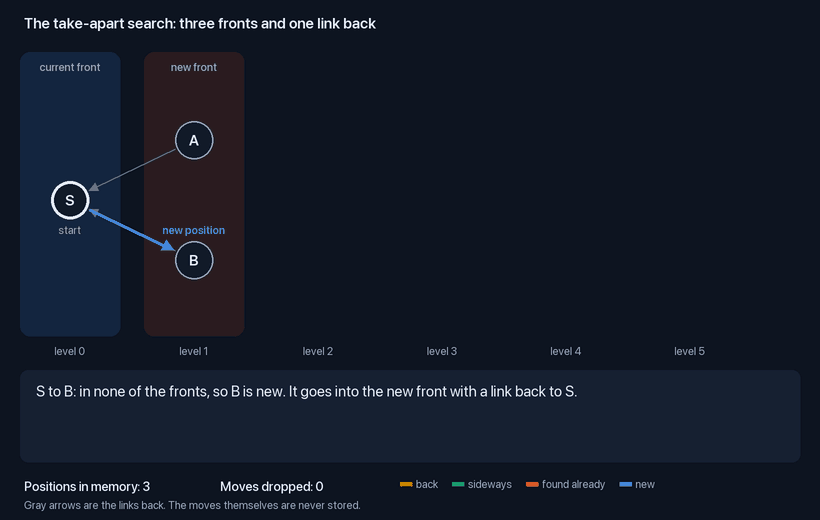 The take-apart search: three fronts and one link back
current front
new front
A
S
start
new position
B
level 0
level 1
level 2
level 3
level 4
level 5
S to B: in none of the fronts, so B is new. It goes into the new front with a link back to S.
Positions in memory: 3
Moves dropped: 0
back
sideways
found already
new
Gray arrows are the links back. The moves themselves are never stored.